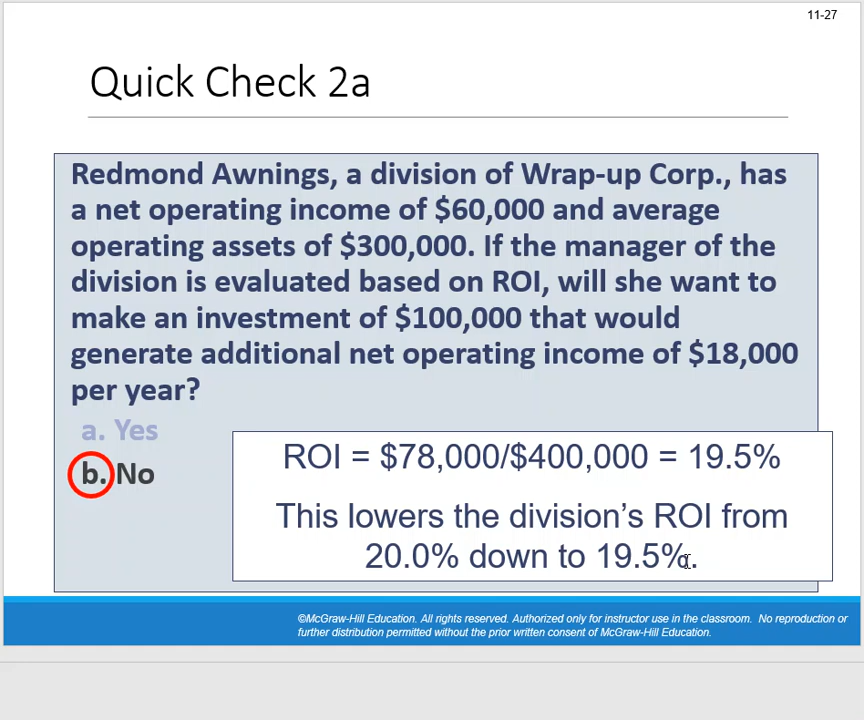 11-27
Quick Check 2a
Redmond Awnings, a division of Wrap-up Corp., has
a net operating income of $60,000 and average
operating assets of $300,000. If the manager of the
division is evaluated based on ROI, will she want to
make an investment of $100,000 that would
generate additional net operating income of $18,000
per year?
a. Yes
b. No
ROI = $78,000/$400,000 = 19.5%
This lowers the division’s ROI from
20.0% down to 19.5%.
©McGraw-Hill Education. All rights reserved. Authorized only for instructor use in the classroom. No reproduction or
further distribution permitted without the prior written consent of McGraw-Hill Education.